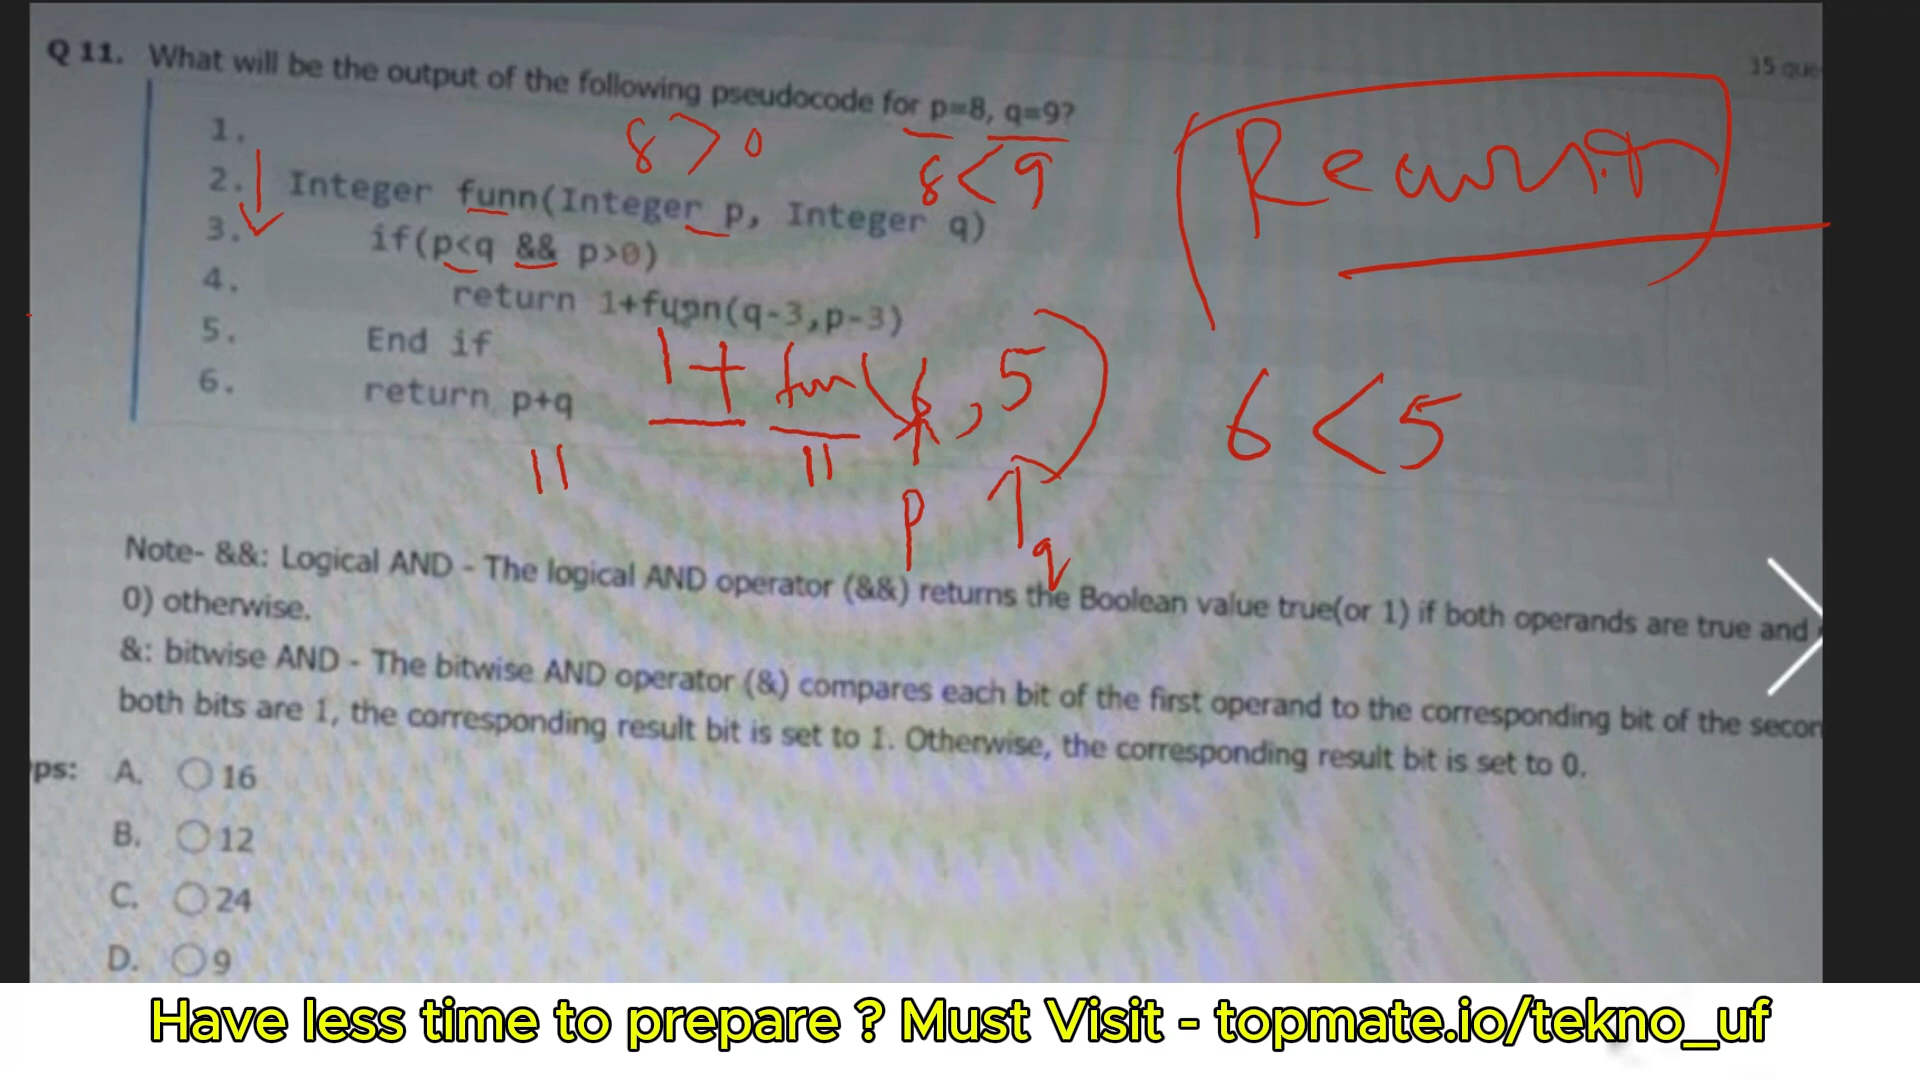 15 que
Q 11. What will be the output of the following pseudocode for p=8, q=9?
1.
8 > 0
8 < 9
2. Integer funn(Integer p, Integer q)
3. if(p<q && p>0)
4. return 1+funn(q-3,p-3)
5. End if
1 + fun( 6 , 5 )
6 < 5
6. return p+q
11
11
p
q
Note- &&: Logical AND - The logical AND operator (&&) returns the Boolean value true(or 1) if both operands are true and
0) otherwise.
&: bitwise AND - The bitwise AND operator (&) compares each bit of the first operand to the corresponding bit of the secon
both bits are 1, the corresponding result bit is set to 1. Otherwise, the corresponding result bit is set to 0.
ps: A. 16
B. 12
C. 24
D. 9
Have less time to prepare ? Must Visit - topmate.io/tekno_uf